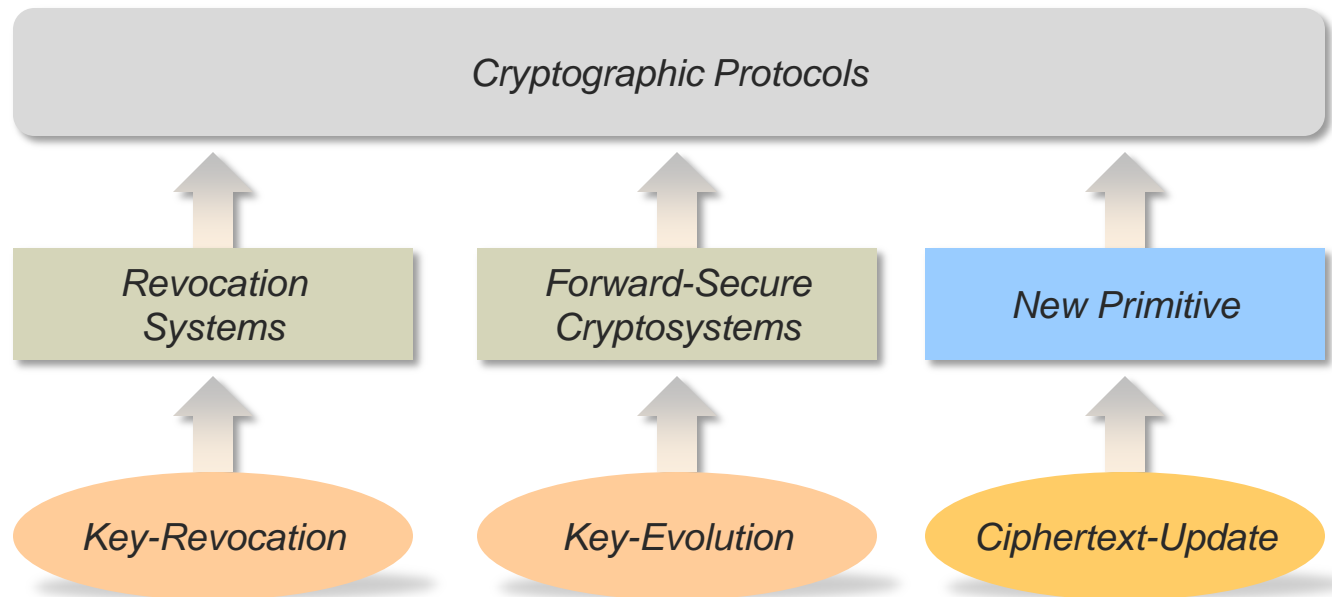 Cryptographic Protocols
Revocation
Systems
Forward-Secure
Cryptosystems
New Primitive
Key-Revocation
Key-Evolution
Ciphertext-Update